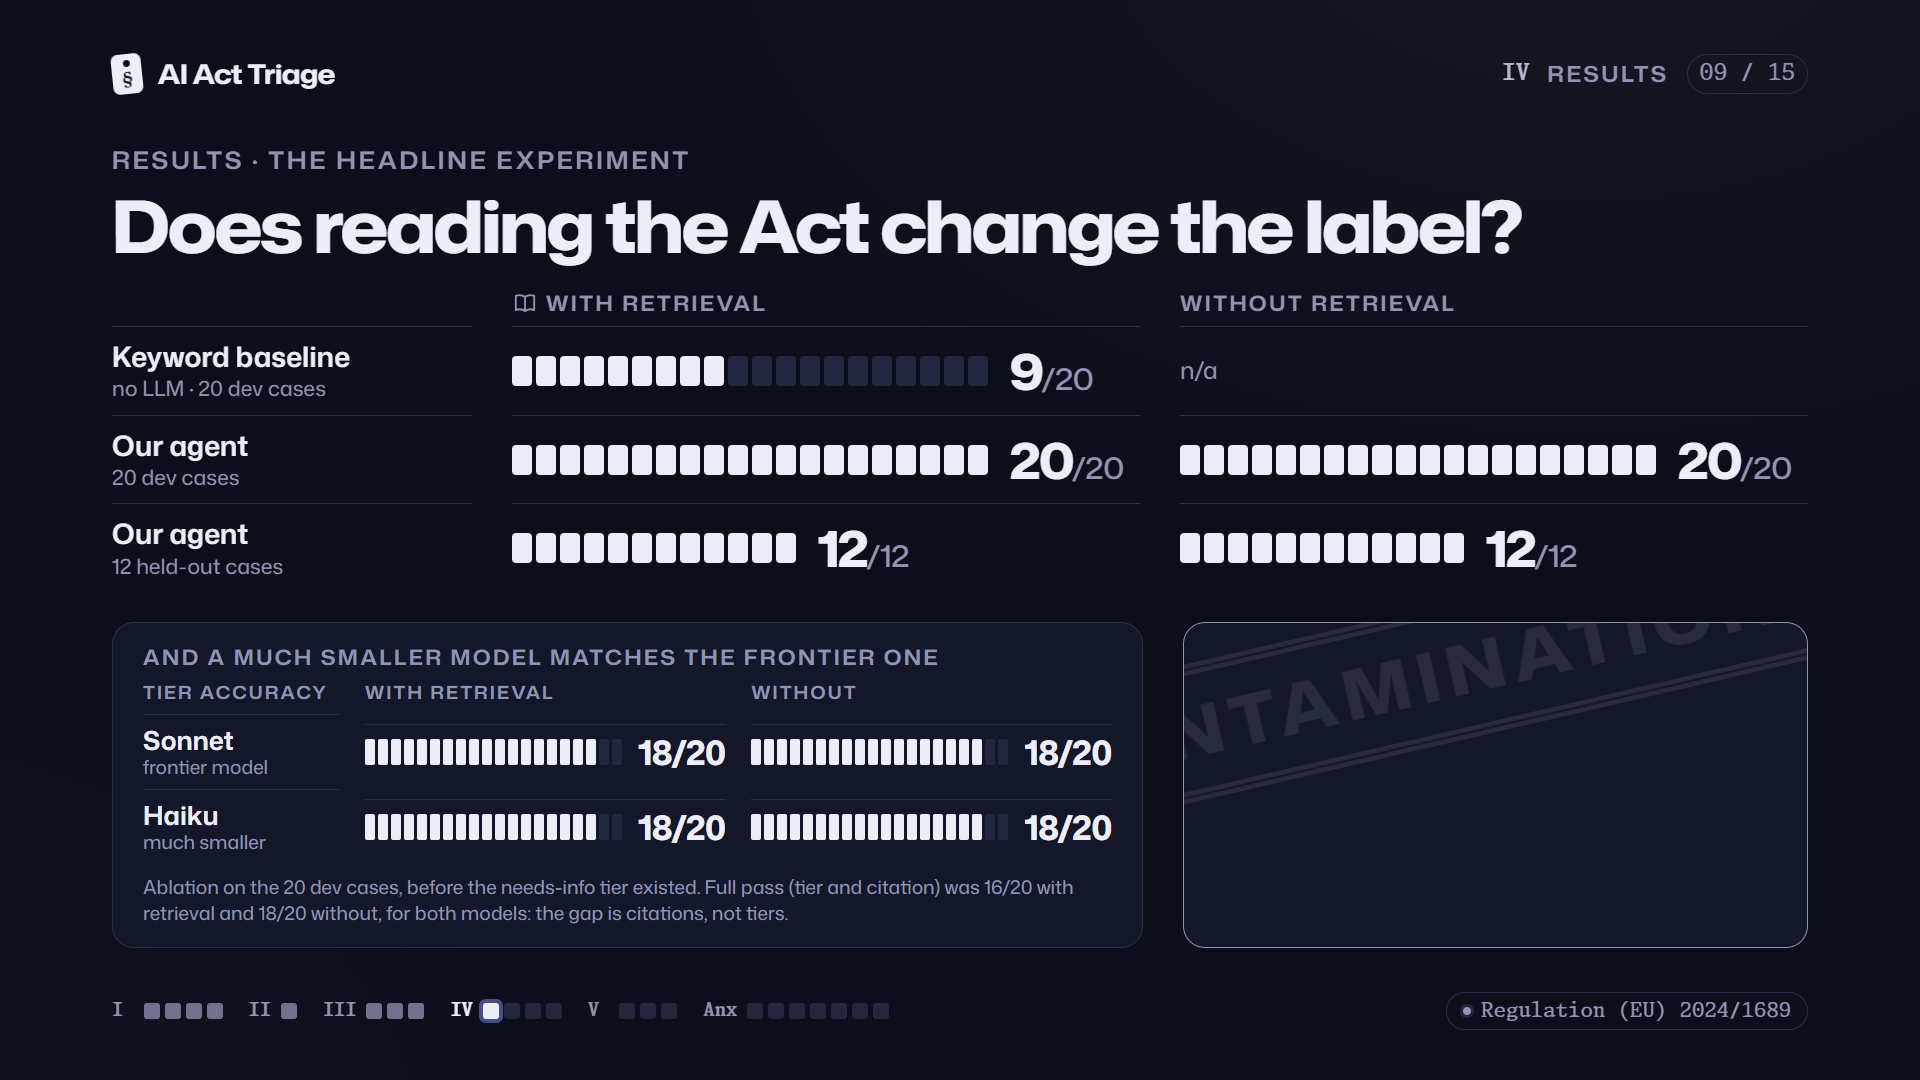 § AI Act Triage
IV RESULTS 09 / 15
RESULTS · THE HEADLINE EXPERIMENT
Does reading the Act change the label?
WITH RETRIEVAL
WITHOUT RETRIEVAL
Keyword baseline
no LLM · 20 dev cases
9/20
n/a
Our agent
20 dev cases
20/20
20/20
Our agent
12 held-out cases
12/12
12/12
AND A MUCH SMALLER MODEL MATCHES THE FRONTIER ONE
TIER ACCURACY
WITH RETRIEVAL
WITHOUT
Sonnet
frontier model
18/20
18/20
Haiku
much smaller
18/20
18/20
Ablation on the 20 dev cases, before the needs-info tier existed. Full pass (tier and citation) was 16/20 with
retrieval and 18/20 without, for both models: the gap is citations, not tiers.
NTAMINATION
I II III IV V Anx
Regulation (EU) 2024/1689